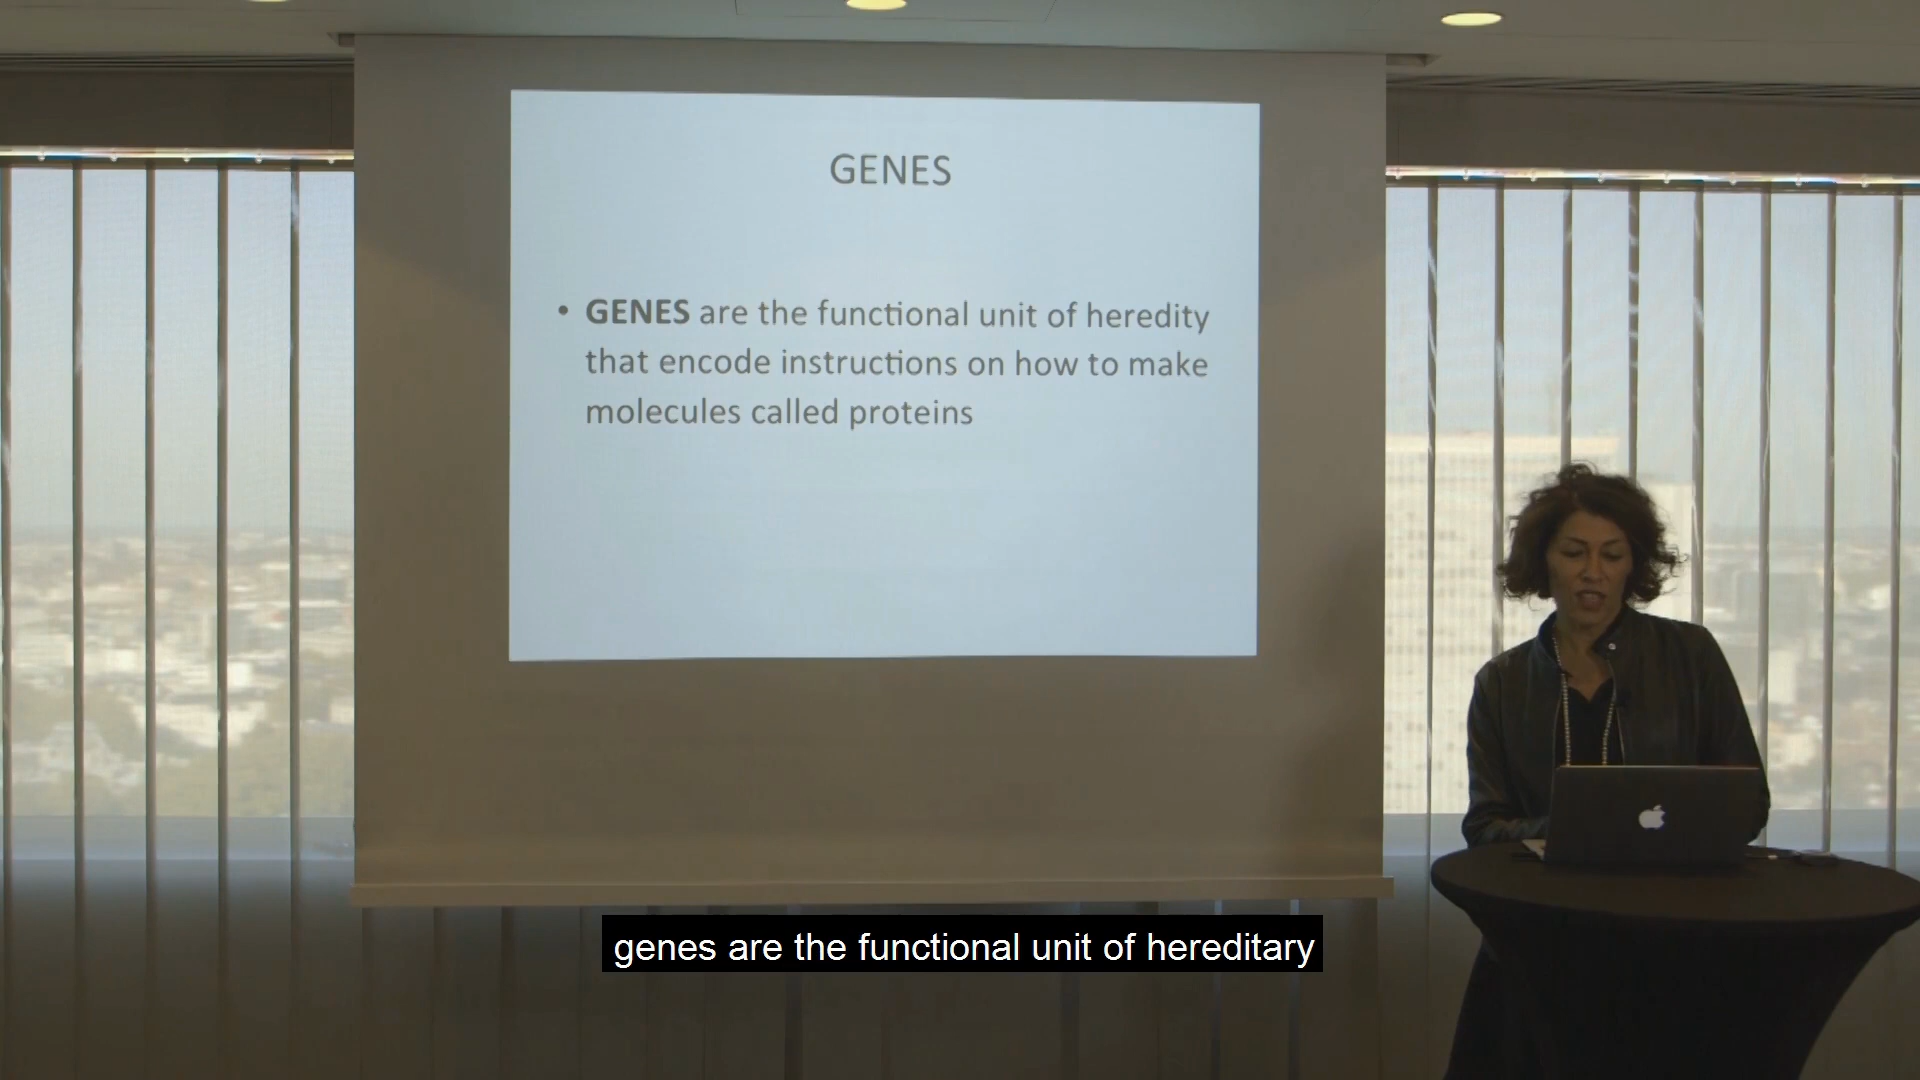 GENES
• GENES are the functional unit of heredity
that encode instructions on how to make
molecules called proteins
genes are the functional unit of hereditary